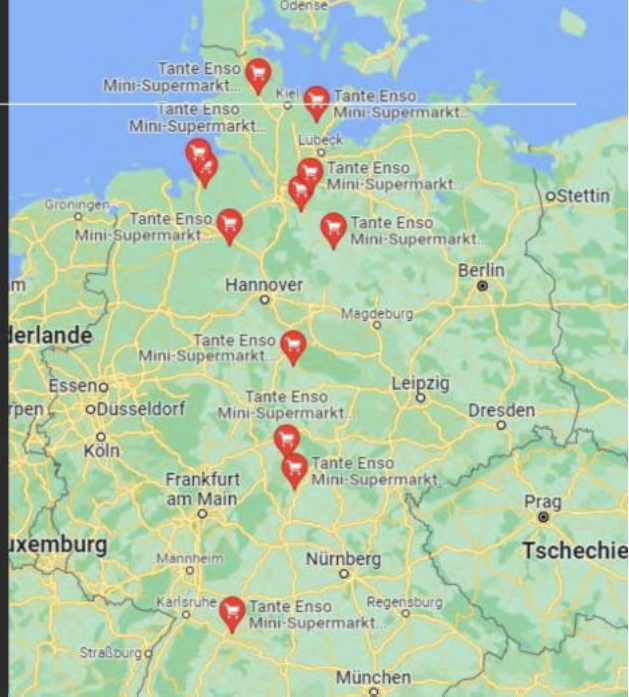 Odense
Tante Enso
Mini-Supermarkt...
Kiel
Tante Enso
Mini-Supermarkt...
Tante Enso
Mini-Supermarkt...
Lübeck
Tante Enso
Mini-Supermarkt...
Stettin
Groningen
Tante Enso
Mini-Supermarkt...
Tante Enso
Mini-Supermarkt...
Berlin
m
Hannover
Magdeburg
derlande
Tante Enso
Mini-Supermarkt...
Essen
Leipzig
Tante Enso
Mini-Supermarkt...
rpen
Düsseldorf
Dresden
Köln
Tante Enso
Mini-Supermarkt...
Frankfurt
am Main
Prag
uxemburg
Tschechie
Mannheim
Nürnberg
Karlsruhe
Tante Enso
Mini-Supermarkt...
Regensburg
Straßburg
München